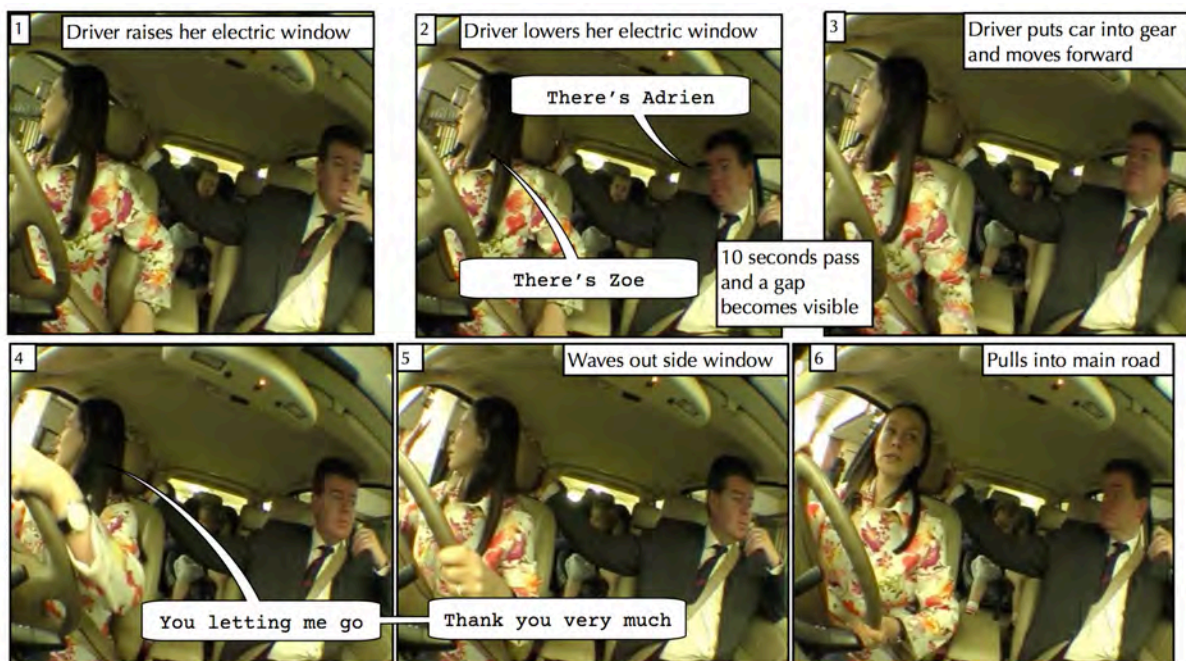 1
Driver raises her electric window
2
Driver lowers her electric window
There's Adrien
There's Zoe
10 seconds pass
and a gap
becomes visible
3
Driver puts car into gear
and moves forward
4
You letting me go
5
Waves out side window
Thank you very much
6
Pulls into main road